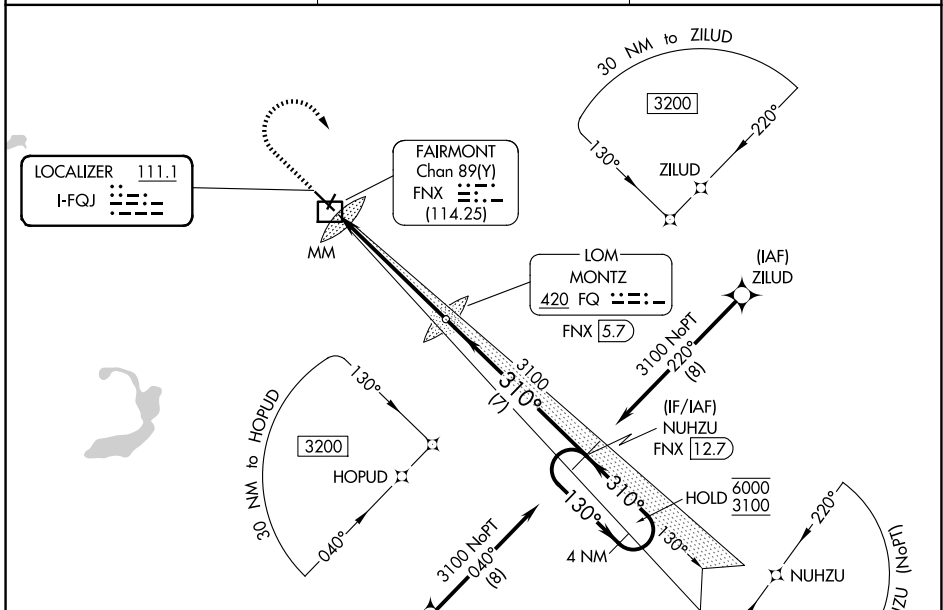 30 NM to ZILUD
3200
130°
220°
ZILUD
LOCALIZER 111.1
I-FQJ
FAIRMONT
Chan 89(Y)
FNX
(114.25)
MM
LOM
MONTZ
420 FQ
FNX 5.7
(IAF)
ZILUD
3100 NoPT
220°
(8)
3100
310°
(7)
(IF/IAF)
NUHZU
FNX 12.7
30 NM to HOPUD
130°
3200
HOPUD
040°
310°
130°
HOLD 6000
3100
4 NM
130°
3100 NoPT
040°
(8)
220°
NUHZU
(NoPT)